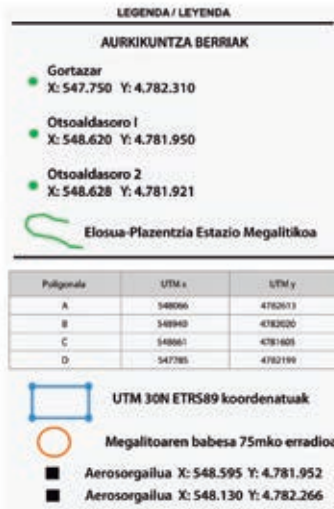 LEGENDA / LEYENDA
AURKIKUNTZA BERRIAK
Gortazar
X: 547.750 Y: 4.782.310
Otsoaldasoro I
X: 548.620 Y: 4.781.950
Otsoaldasoro 2
X: 548.628 Y: 4.781.921
Elosua-Plazentzia Estazio Megalitikoa
Poligonala UTM x UTM y
A 548066 4782613
B 548940 4782020
C 548661 4781605
D 547785 4782199
UTM 30N ETRS89 koordenatuak
Megalitoaren babesa 75mko erradioa
Aerosorgailua X: 548.595 Y: 4.781.952
Aerosorgailua X: 548.130 Y: 4.782.266